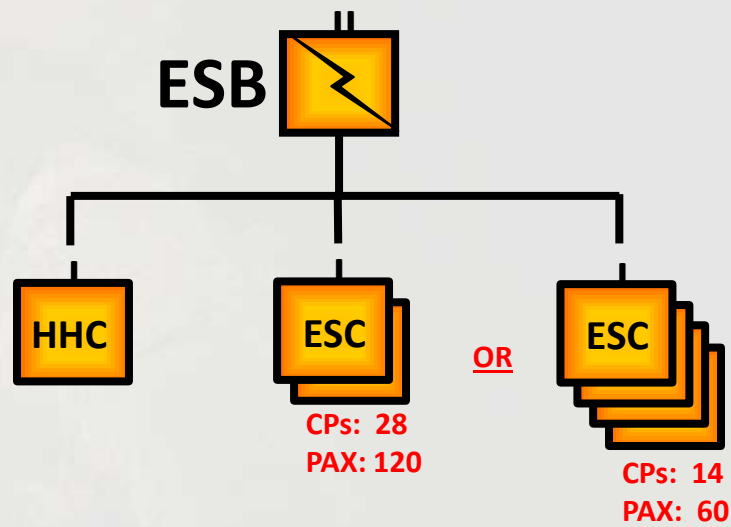 ESB
HHC
ESC
OR
ESC
CPs: 28
PAX: 120
CPs: 14
PAX: 60